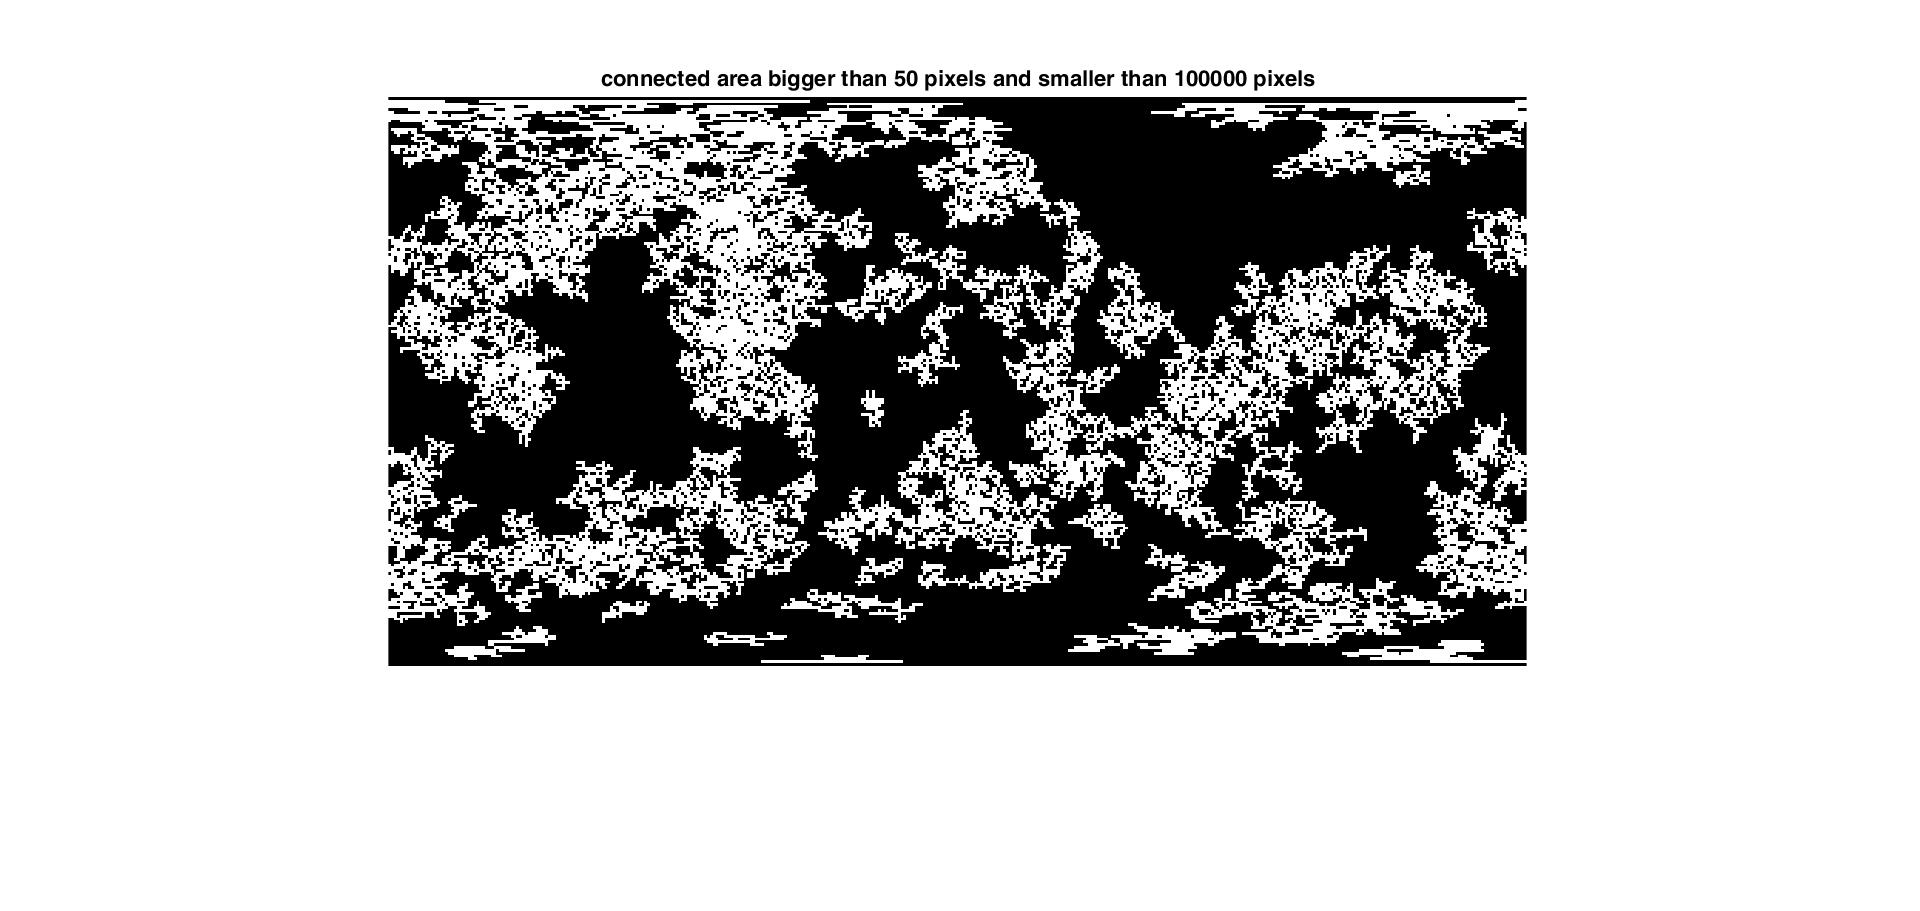 connected area bigger than 50 pixels and smaller than 100000 pixels